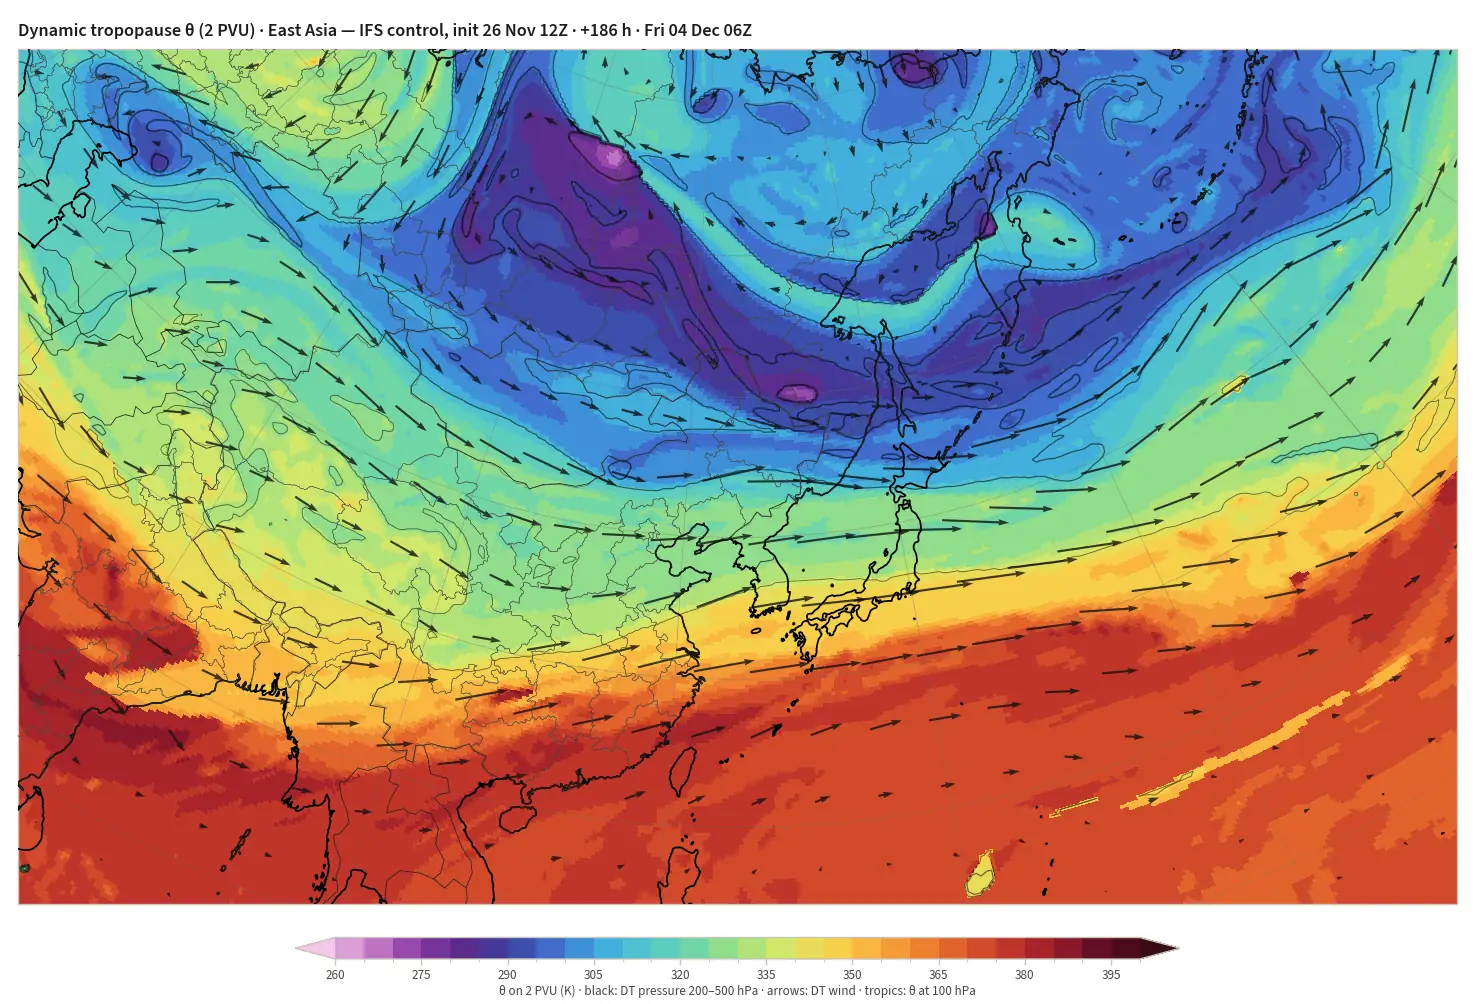 Dynamic tropopause θ (2 PVU) · East Asia — IFS control, init 26 Nov 12Z · +186 h · Fri 04 Dec 06Z
260 275 290 305 320 335 350 365 380 395
θ on 2 PVU (K) · black: DT pressure 200–500 hPa · arrows: DT wind · tropics: θ at 100 hPa